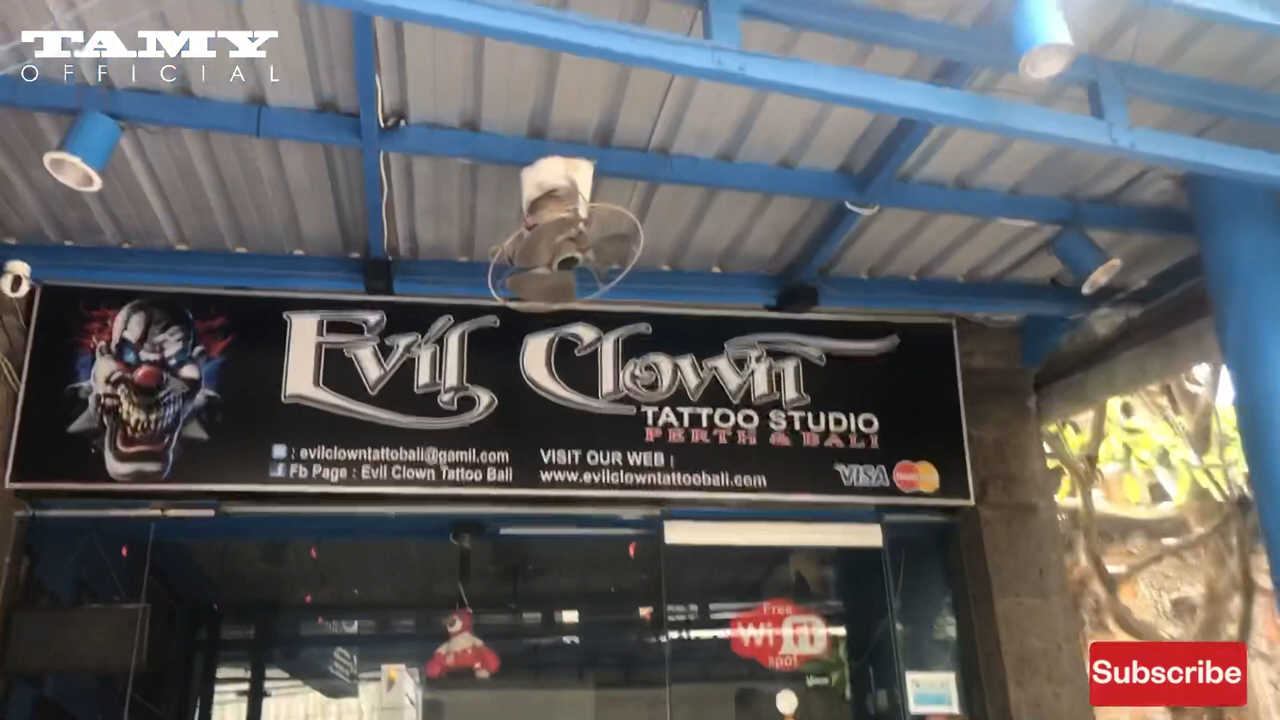 TAMY
OFFICIAL
Evil Clown
TATTOO STUDIO
PERTH & BALI
: evilclowntattobali@gamil.com
Fb Page : Evil Clown Tattoo Bali
VISIT OUR WEB :
www.evilclowntattoobali.com
VISA
MasterCard
Free
Wi Fi
spot
Subscribe